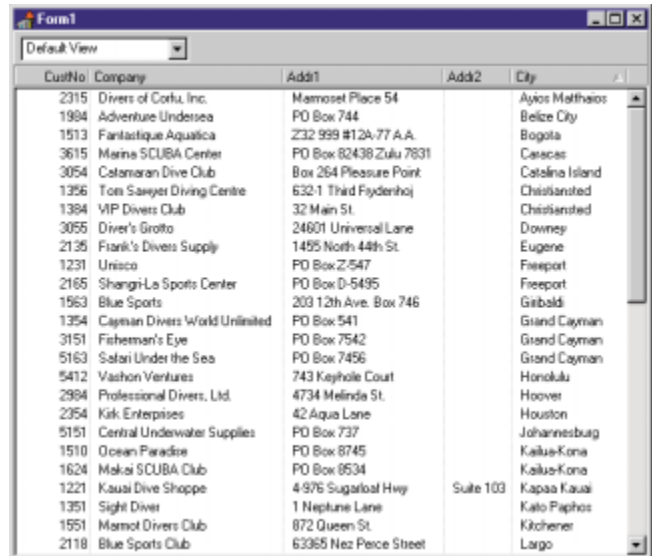 Form1
Default View
CustNo Company Addr1 Addr2 City
2315 Divers of Corfu, Inc. Marmoset Place 54 Ayios Matthaios
1984 Adventure Undersea PO Box 744 Belize City
1513 Fantastique Aquatica Z32 999 #12A-77 A.A. Bogota
3615 Marina SCUBA Center PO Box 82438 Zulu 7831 Caracas
3054 Catamaran Dive Club Box 264 Pleasure Point Catalina Island
1356 Tom Sawyer Diving Centre 632-1 Third Frydenhoj Christiansted
1384 VIP Divers Club 32 Main St. Christiansted
3055 Diver's Grotto 24601 Universal Lane Downey
2135 Frank's Divers Supply 1455 North 44th St. Eugene
1231 Unisco PO Box Z-547 Freeport
2165 Shangri-La Sports Center PO Box D-5495 Freeport
1563 Blue Sports 203 12th Ave. Box 746 Giribaldi
1354 Cayman Divers World Unlimited PO Box 541 Grand Cayman
3151 Fisherman's Eye PO Box 7542 Grand Cayman
5163 Safari Under the Sea PO Box 7456 Grand Cayman
5412 Vashon Ventures 743 Keyhole Court Honolulu
2984 Professional Divers, Ltd. 4734 Melinda St. Hoover
2354 Kirk Enterprises 42 Aqua Lane Houston
5151 Central Underwater Supplies PO Box 737 Johannesburg
1510 Ocean Paradise PO Box 8745 Kailua-Kona
1624 Makai SCUBA Club PO Box 8534 Kailua-Kona
1221 Kauai Dive Shoppe 4-976 Sugarloaf Hwy Suite 103 Kapaa Kauai
1351 Sight Diver 1 Neptune Lane Kato Paphos
1551 Marmot Divers Club 872 Queen St. Kitchener
2118 Blue Sports Club 63365 Nez Perce Street Largo